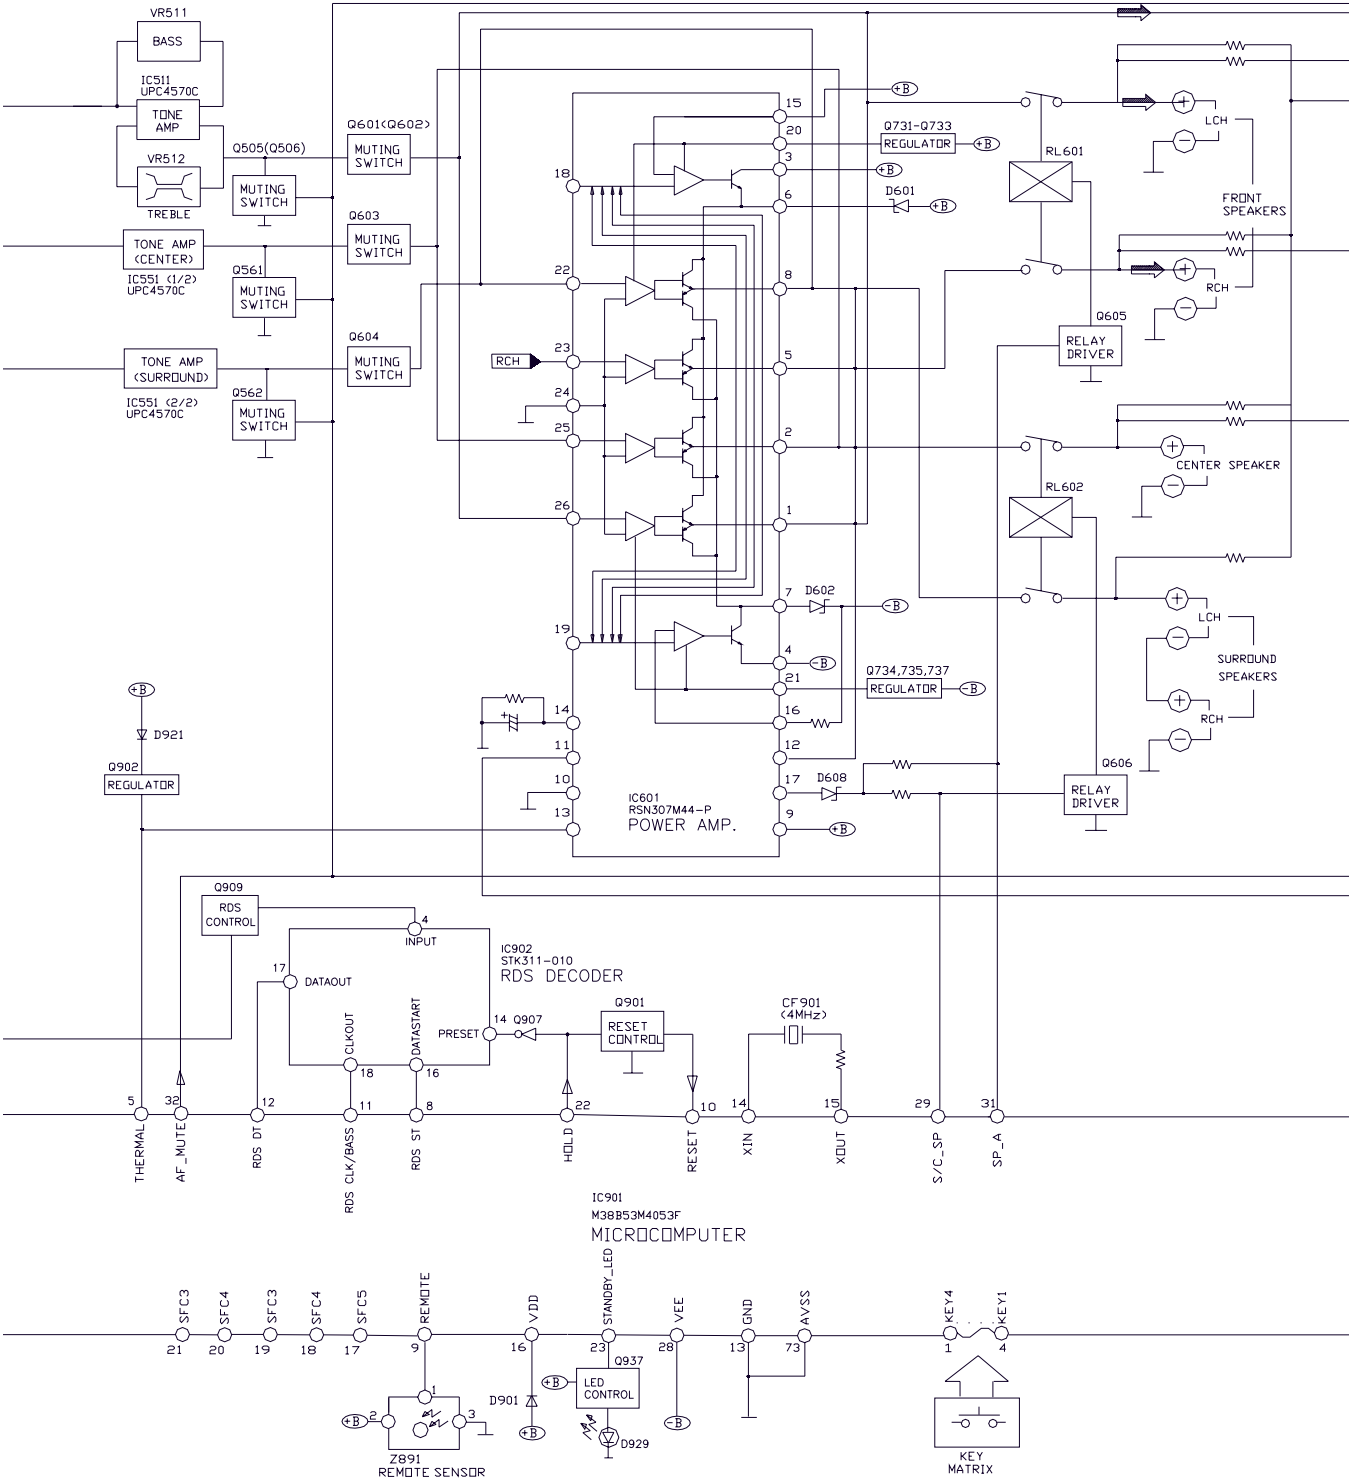 VR511
BASS
IC511
UPC4570C
TONE
AMP
VR512
TREBLE
Q505(Q506)
MUTING
SWITCH
Q601(Q602)
MUTING
SWITCH
TONE AMP
(CENTER)
IC551 (1/2)
UPC4570C
Q561
MUTING
SWITCH
Q603
MUTING
SWITCH
TONE AMP
(SURROUND)
IC551 (2/2)
UPC4570C
Q562
MUTING
SWITCH
Q604
MUTING
SWITCH
RCH
18
22
23
24
25
26
19
14
11
10
13
15
20
3
6
8
5
2
1
7
4
21
16
12
17
9
IC601
RSN307M44-P
POWER AMP.
+B
Q731-Q733
REGULATOR
+B
+B
D601
+B
D602
-B
-B
Q734,735,737
REGULATOR
-B
D608
+B
+
RL601
Q605
RELAY
DRIVER
RL602
Q606
RELAY
DRIVER
+
LCH
-
FRONT
SPEAKERS
+
RCH
-
+
CENTER SPEAKER
-
+
LCH
-
SURROUND
SPEAKERS
+
RCH
-
+B
D921
Q902
REGULATOR
Q909
RDS
CONTROL
4
INPUT
17
DATAOUT
IC902
STK311-010
RDS DECODER
CLKOUT
18
DATASTART
16
PRESET
14
Q907
Q901
RESET
CONTROL
CF901
(4MHz)
5
32
12
11
8
22
10
14
15
29
31
THERMAL
AF_MUTE
RDS DT
RDS CLK/BASS
RDS ST
HOLD
RESET
XIN
XOUT
S/C_SP
SP_A
IC901
M38B53M4053F
MICROCOMPUTER
SFC3
SFC4
SFC3
SFC4
SFC5
REMOTE
VDD
STANDBY_LED
VEE
GND
AVSS
KEY4
KEY1
21
20
19
18
17
9
16
23
28
13
73
1
4
1
+B
2
3
Z891
REMOTE SENSOR
D901
+B
Q937
+B
LED
CONTROL
D929
-B
KEY
MATRIX